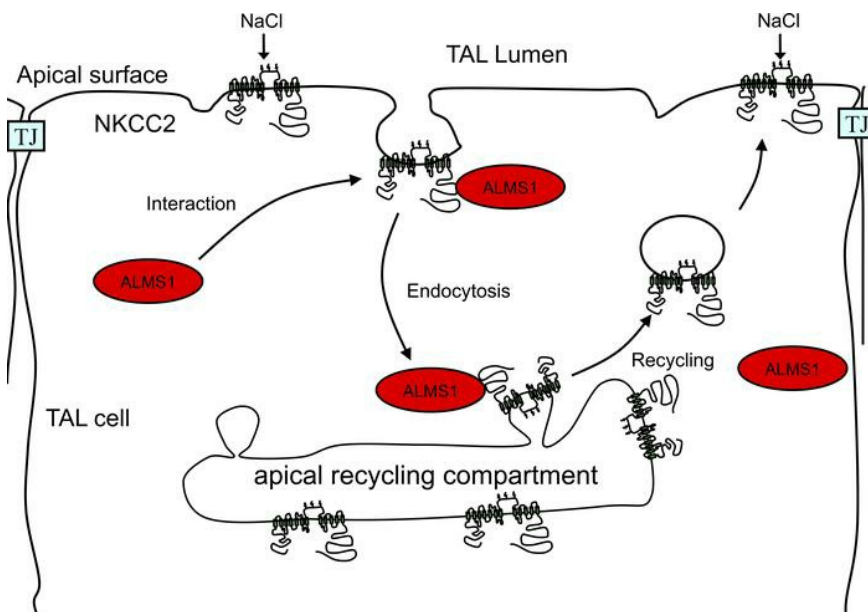 NaCl
NaCl
TAL Lumen
Apical surface
TJ
NKCC2
TJ
ALMS1
Interaction
ALMS1
Endocytosis
Recycling
ALMS1
ALMS1
TAL cell
apical recycling compartment